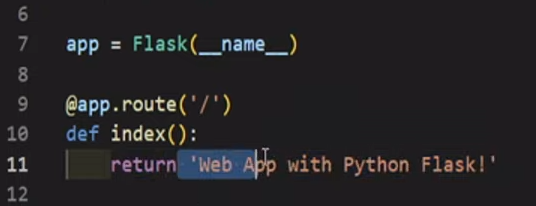 6
7 app = Flask(__name__)
8
9 @app.route('/')
10 def index():
11 return 'Web App with Python Flask!'
12